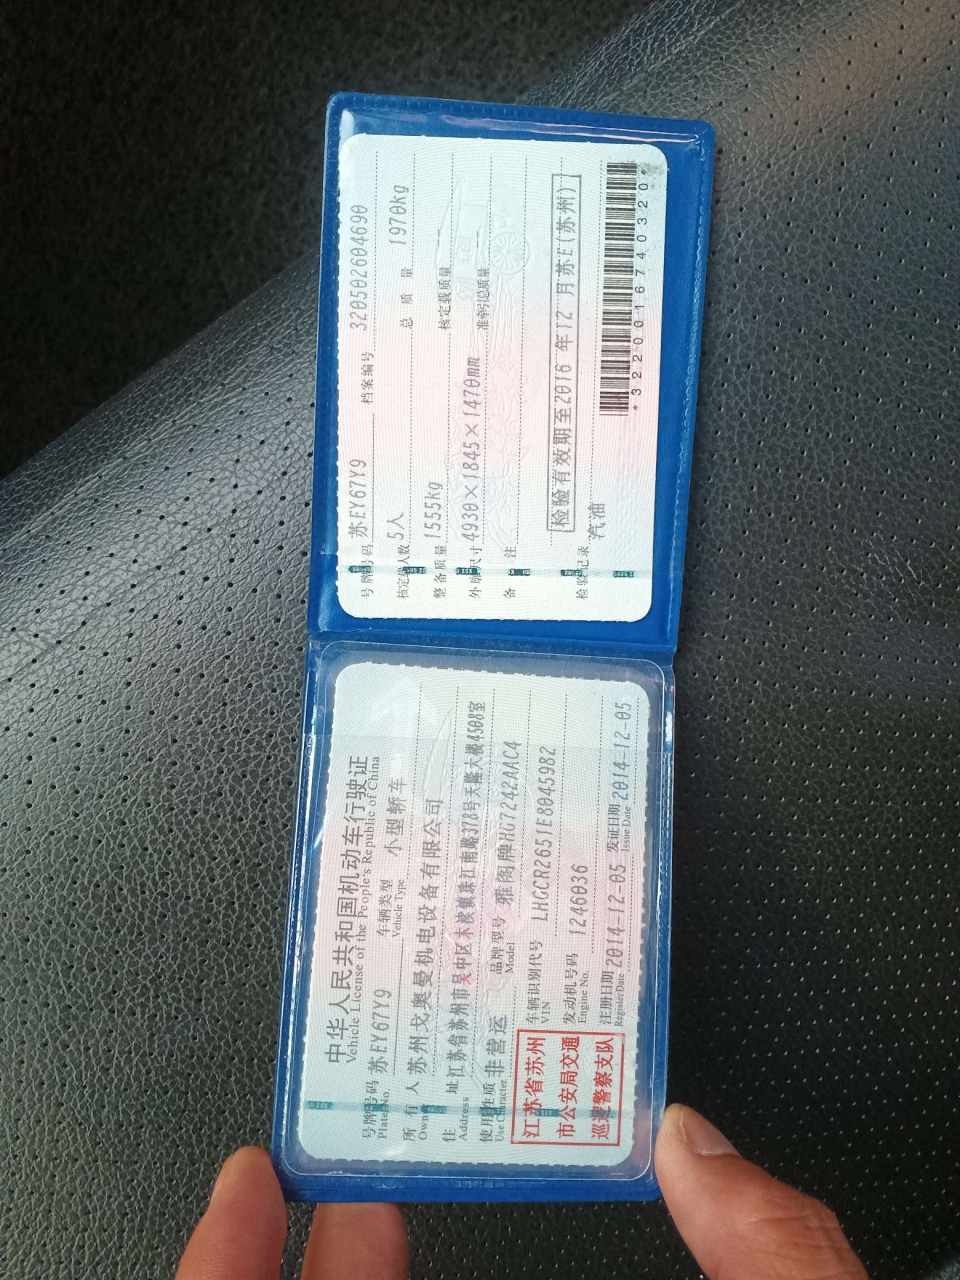 中华人民共和国机动车行驶证
Vehicle License of the People's Republic of China
号牌号码 苏EY67Y9 车辆类型 小型轿车
Plate No. Vehicle Type
所有人 苏州戈奥曼机电设备有限公司
Owner
住址 江苏省苏州市吴中区木渎镇珠江南路378号天隆大楼4508室
Address
使用性质 非营运 品牌型号 雅阁牌HG7242AAC4
Use Character Model
江苏省苏州
市公安局交通
巡逻警察支队
车辆识别代号 LHGCR2651E8045982
VIN
发动机号码 1246036
Engine No.
注册日期 2014-12-05 发证日期 2014-12-05
Register Date Issue Date
号牌号码 苏EY67Y9 档案编号 320502604690
核定载人数 5人 总质量 1970kg
整备质量 1555kg 核定载质量
外廓尺寸 4930×1845×1470mm 准牵引总质量
备注
检验有效期至2016年12月苏E(苏州)
检验记录 汽油
*3220016740320*